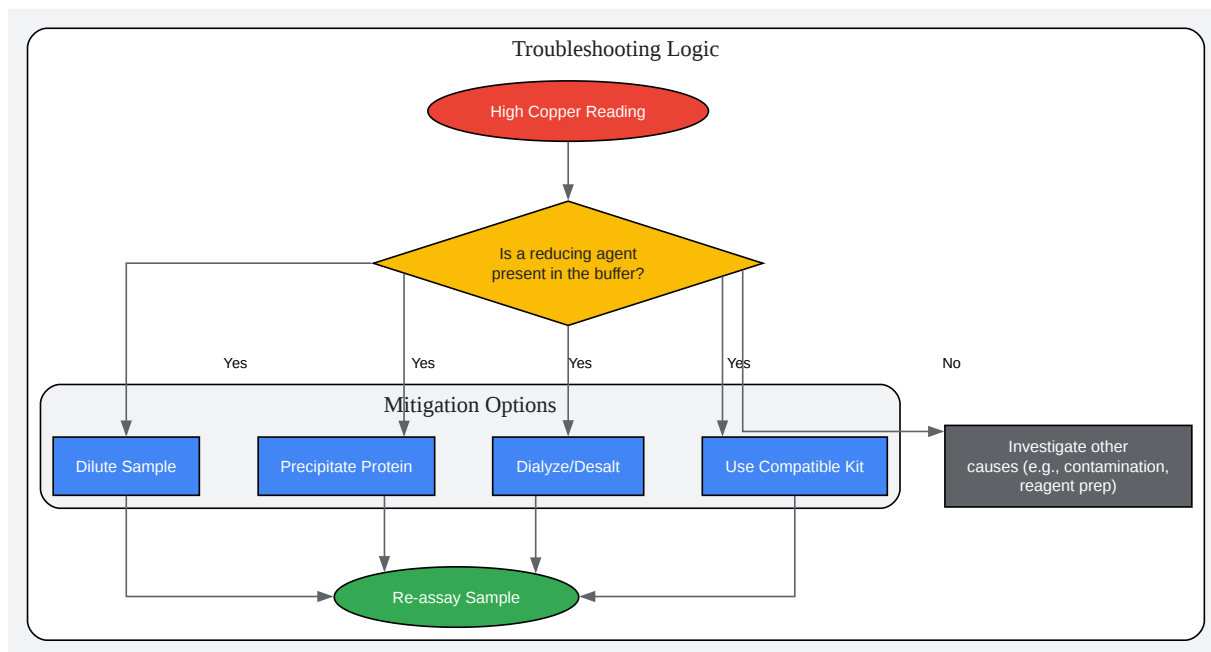 Troubleshooting Logic
High Copper Reading
Is a reducing agent
present in the buffer?
Yes
Yes
Yes
Yes
No
Mitigation Options
Dilute Sample
Precipitate Protein
Dialyze/Desalt
Use Compatible Kit
Investigate other
causes (e.g., contamination,
reagent prep)
Re-assay Sample